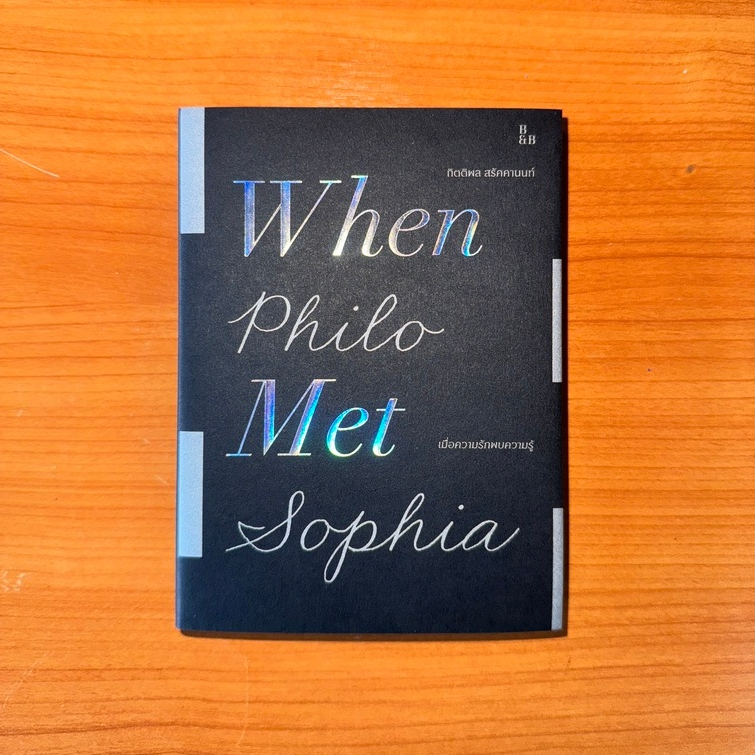 B
&B
กิตติพล สรัคคานนท์
When
Philo
Met
เมื่อความรักพบความรู้
Sophia